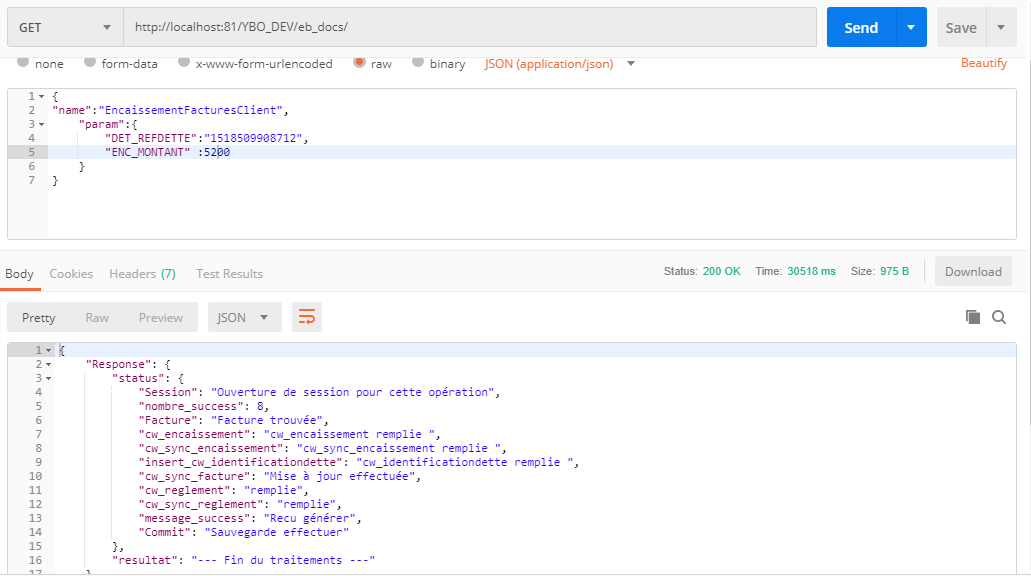 GET http://localhost:81/YBO_DEV/eb_docs/ Send Save
none form-data x-www-form-urlencoded raw binary JSON (application/json) Beautify
1 {
2 "name":"EncaissementFacturesClient",
3 "param":{
4 "DET_REFDETTE":"1518509908712",
5 "ENC_MONTANT" :5200
6 }
7 }
Body Cookies Headers (7) Test Results Status: 200 OK Time: 30518 ms Size: 975 B Download
Pretty Raw Preview JSON
1 {
2 "Response": {
3 "status": {
4 "Session": "Ouverture de session pour cette opération",
5 "nombre_success": 8,
6 "Facture": "Facture trouvée",
7 "cw_encaissement": "cw_encaissement remplie ",
8 "cw_sync_encaissement": "cw_sync_encaissement remplie ",
9 "insert_cw_identificationdette": "cw_identificationdette remplie ",
10 "cw_sync_facture": "Mise à jour effectuée",
11 "cw_reglement": "remplie",
12 "cw_sync_reglement": "remplie",
13 "message_success": "Recu générer",
14 "Commit": "Sauvegarde effectuer"
15 },
16 "resultat": "--- Fin du traitements ---"
17 }